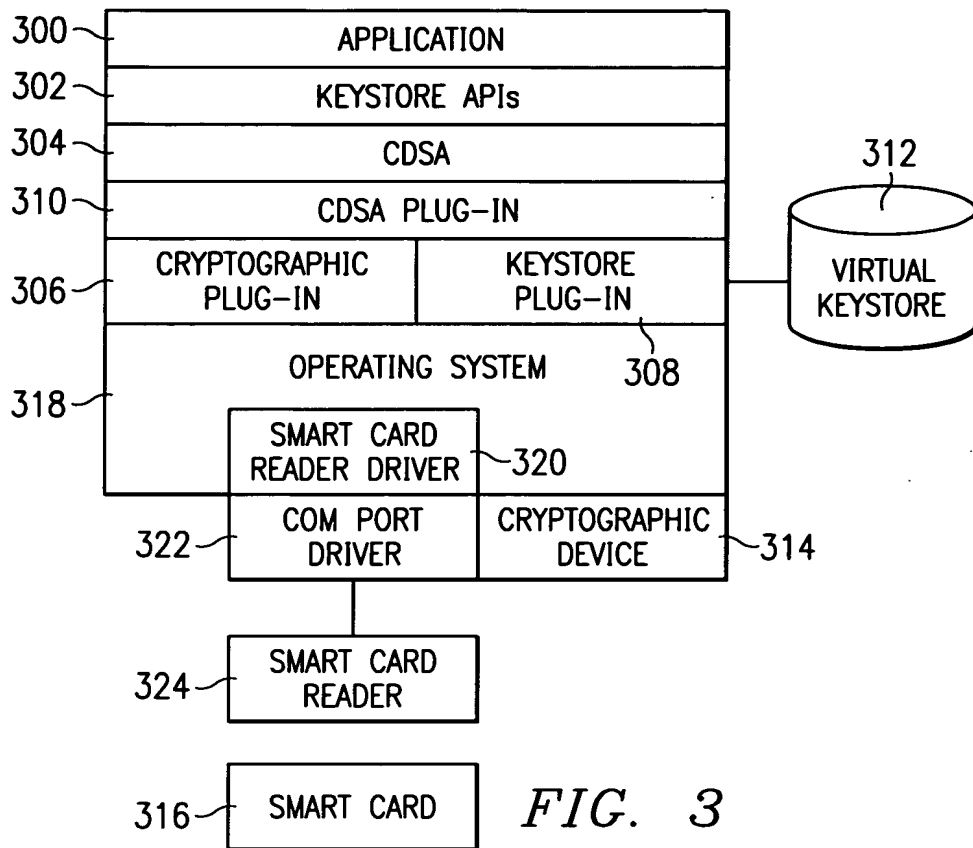 300
APPLICATION
302
KEYSTORE APIs
304
CDSA
312
310
CDSA PLUG-IN
306
CRYPTOGRAPHIC
PLUG-IN
KEYSTORE
PLUG-IN
308
VIRTUAL
KEYSTORE
318
OPERATING SYSTEM
SMART CARD
READER DRIVER
320
322
COM PORT
DRIVER
CRYPTOGRAPHIC
DEVICE
314
324
SMART CARD
READER
316
SMART CARD
FIG. 3